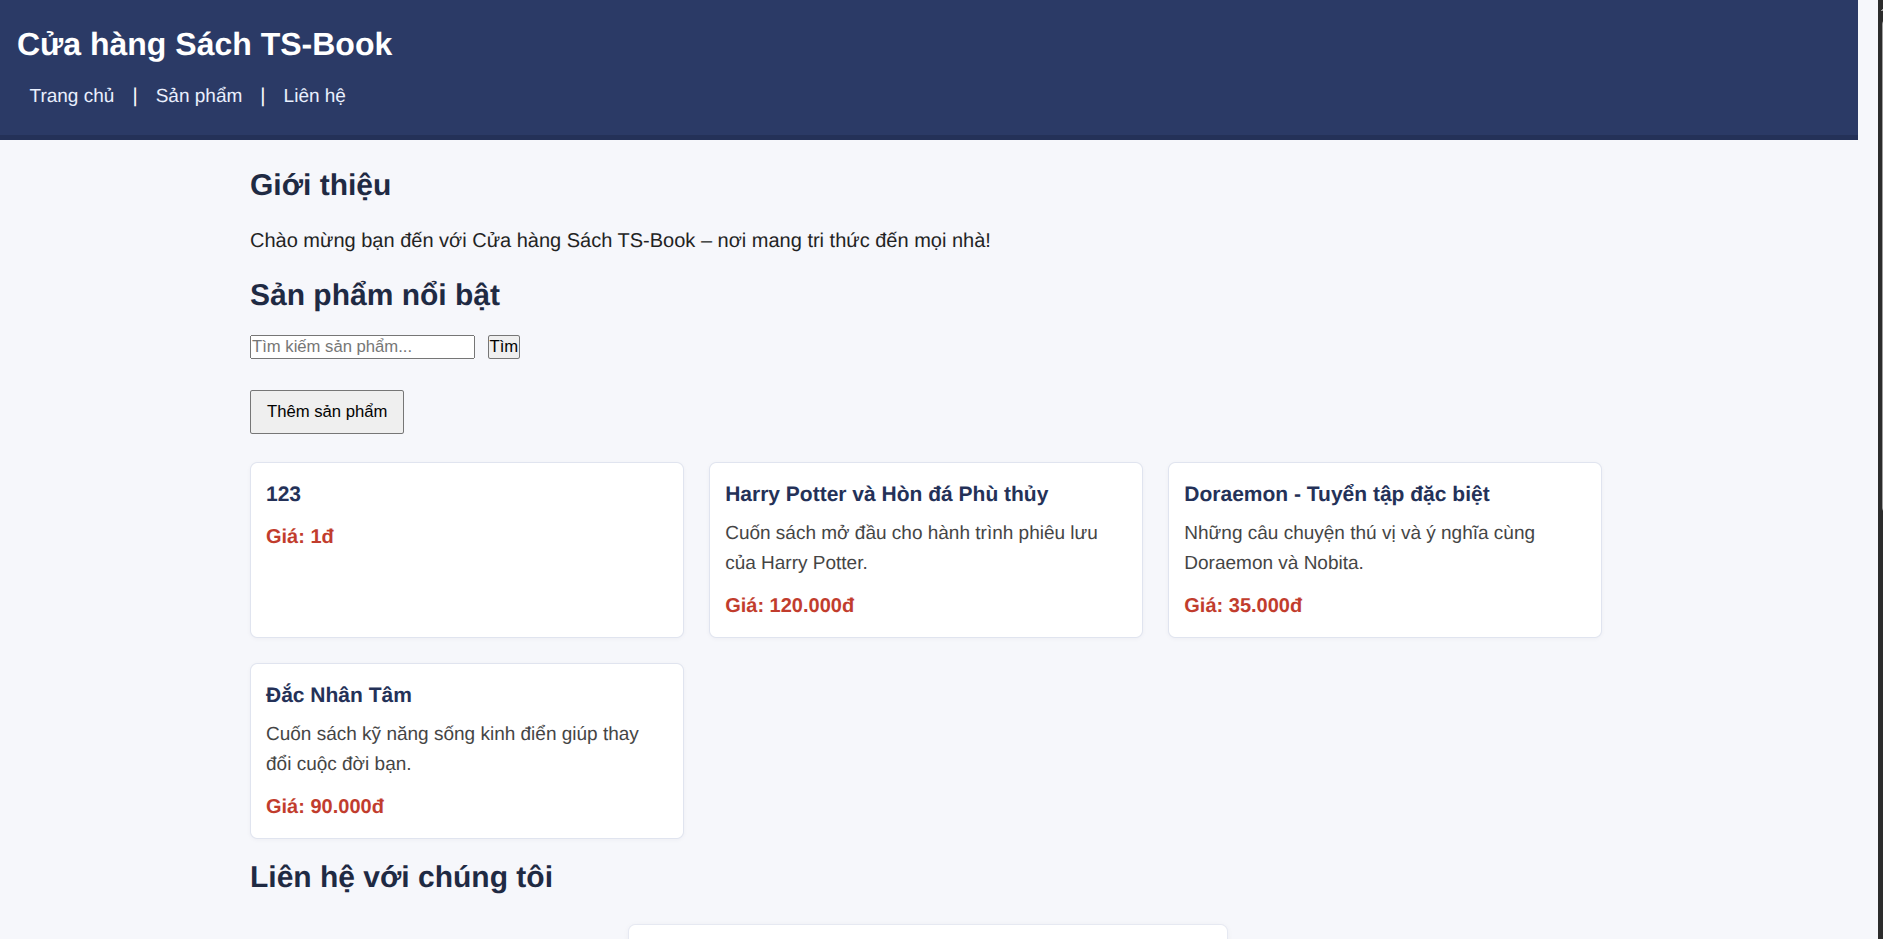 Cửa hàng Sách TS-Book
Trang chủ | Sản phẩm | Liên hệ
Giới thiệu
Chào mừng bạn đến với Cửa hàng Sách TS-Book – nơi mang tri thức đến mọi nhà!
Sản phẩm nổi bật
Tìm kiếm sản phẩm... Tìm
Thêm sản phẩm
123
Giá: 1đ
Harry Potter và Hòn đá Phù thủy
Cuốn sách mở đầu cho hành trình phiêu lưu
của Harry Potter.
Giá: 120.000đ
Doraemon - Tuyển tập đặc biệt
Những câu chuyện thú vị và ý nghĩa cùng
Doraemon và Nobita.
Giá: 35.000đ
Đắc Nhân Tâm
Cuốn sách kỹ năng sống kinh điển giúp thay
đổi cuộc đời bạn.
Giá: 90.000đ
Liên hệ với chúng tôi